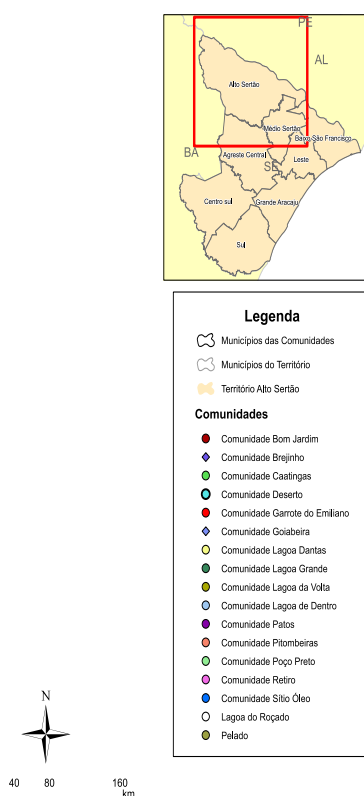 PE
AL
Alto Sertão
Médio Sertão
Baixo São Francisco
BA
Agreste Central
SE
Leste
Centro sul
Grande Aracaju
Sul
Legenda
Municípios das Comunidades
Municípios do Território
Território Alto Sertão
Comunidades
Comunidade Bom Jardim
Comunidade Brejinho
Comunidade Caatingas
Comunidade Deserto
Comunidade Garrote do Emiliano
Comunidade Goiabeira
Comunidade Lagoa Dantas
Comunidade Lagoa Grande
Comunidade Lagoa da Volta
Comunidade Lagoa de Dentro
Comunidade Patos
Comunidade Pitombeiras
Comunidade Poço Preto
Comunidade Retiro
Comunidade Sítio Óleo
Lagoa do Roçado
Pelado
N
40 80 160
km